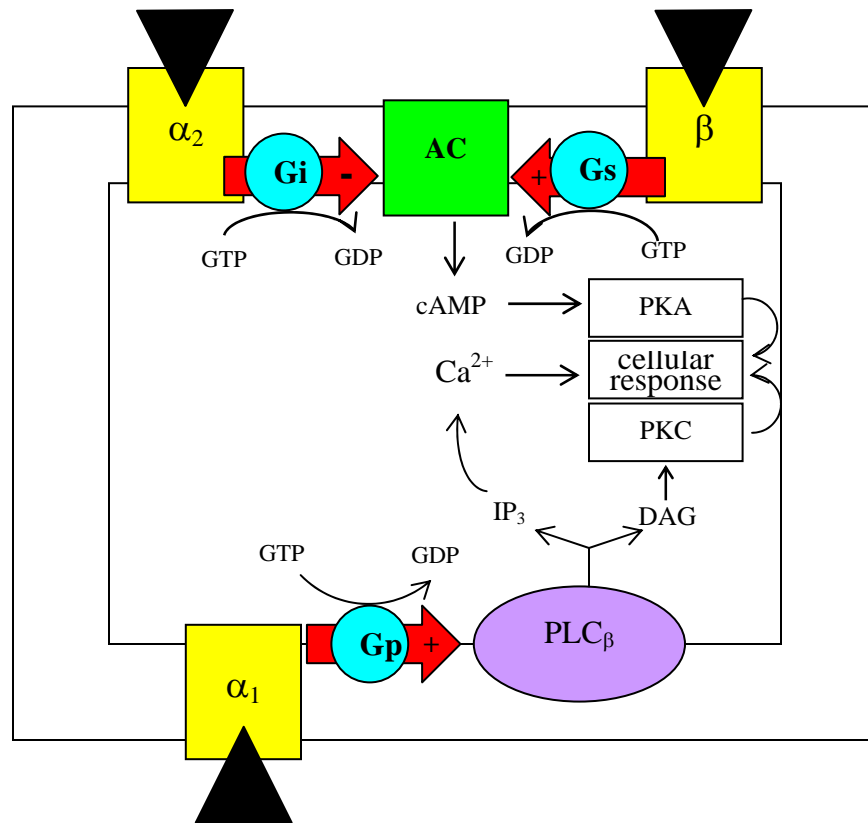 α₂
β
AC
Gi
-
+
Gs
GTP
GDP
GDP
GTP
cAMP
PKA
Ca²⁺
cellular
response
PKC
IP₃
DAG
GTP
GDP
Gp
+
PLCᵦ
α₁